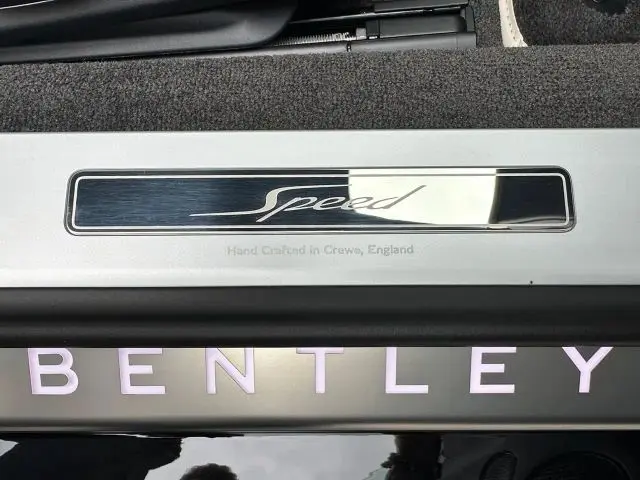 Speed
Hand Crafted in Crewe, England
BENTLEY